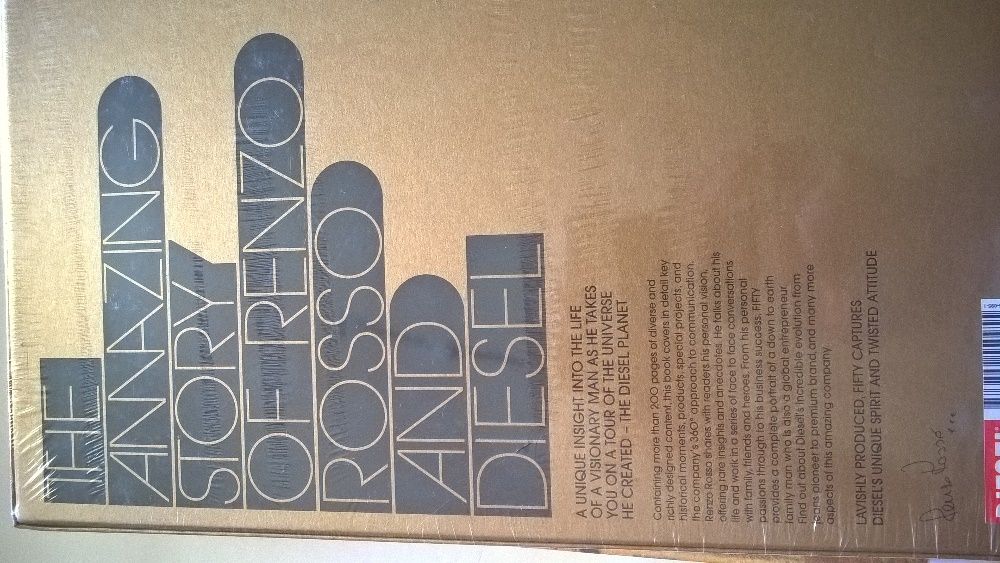 THE
AMAZING
STORY
OF RENZO
ROSSO
AND
DIESEL
A UNIQUE INSIGHT INTO THE LIFE
OF A VISIONARY MAN AS HE TAKES
YOU ON A TOUR OF THE UNIVERSE
HE CREATED – THE DIESEL PLANET
Containing more than 200 pages of diverse and
richly designed content, this book covers in detail key
historical moments, products, special projects, and
the company's 360° approach to communication.
Renzo Rosso shares with readers his personal vision,
offering rare insights and anecdotes. He talks about his
life and work in a series of face to face conversations
with family, friends and heroes. From his personal
passions through to his business success, FIFTY
provides a complete portrait of a down to earth
family man who is also a global entrepreneur.
Find out about Diesel's incredible evolution from
jeans pioneer to premium brand and many more
aspects of this amazing company.
LAVISHLY PRODUCED, FIFTY CAPTURES
DIESEL'S UNIQUE SPIRIT AND TWISTED ATTITUDE
Renzo Rosso